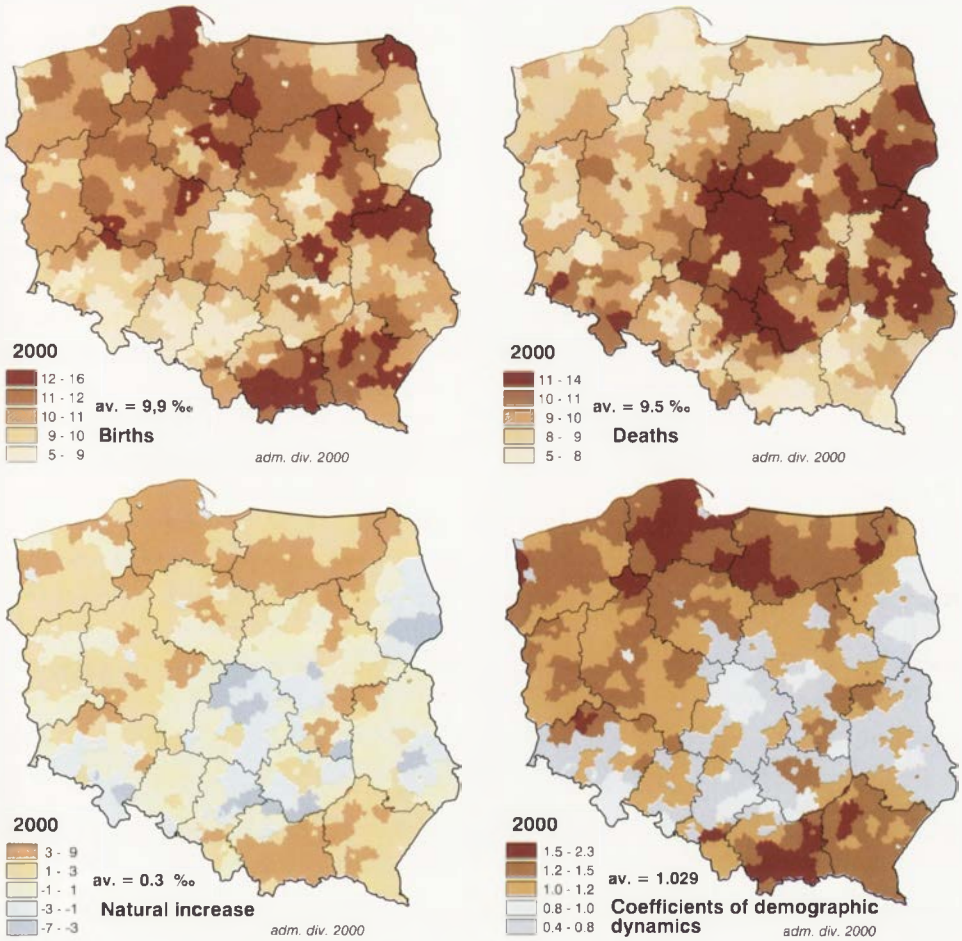 2000
12 - 16
11 - 12
10 - 11
9 - 10
5 - 9
av. = 9,9 ‰
Births
adm. div. 2000
2000
11 - 14
10 - 11
9 - 10
8 - 9
5 - 8
av. = 9.5 ‰
Deaths
adm. div. 2000
2000
3 - 9
1 - 3
-1 - 1
-3 - -1
-7 - -3
av. = 0.3 ‰
Natural increase
adm. div. 2000
2000
1.5 - 2.3
1.2 - 1.5
1.0 - 1.2
0.8 - 1.0
0.4 - 0.8
av. = 1.029
Coefficients of demographic
dynamics
adm. div. 2000